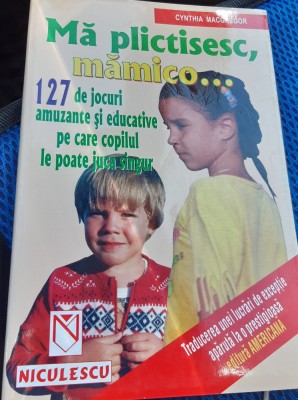 CYNTHIA MACGREGOR
Mă plictisesc,
mămico...
127 de jocuri
amuzante și educative
pe care copilul
le poate juca singur
Traducerea unei lucrări de excepție
apărută la o prestigioasă
editură AMERICANĂ
N
NICULESCU